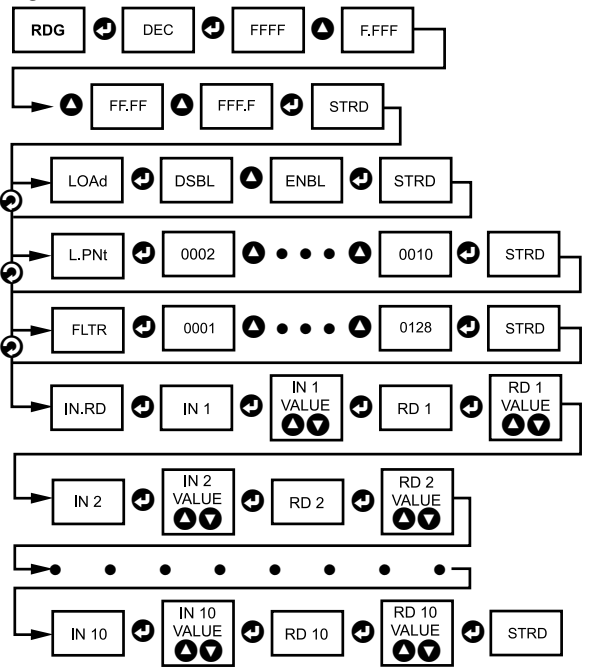 RDG DEC FFFF F.FFF
FF.FF FFF.F STRD
LOAd DSBL ENBL STRD
L.PNt 0002 0010 STRD
FLTR 0001 0128 STRD
IN.RD IN 1 IN 1 VALUE RD 1 RD 1 VALUE
IN 2 IN 2 VALUE RD 2 RD 2 VALUE
IN 10 IN 10 VALUE RD 10 RD 10 VALUE STRD